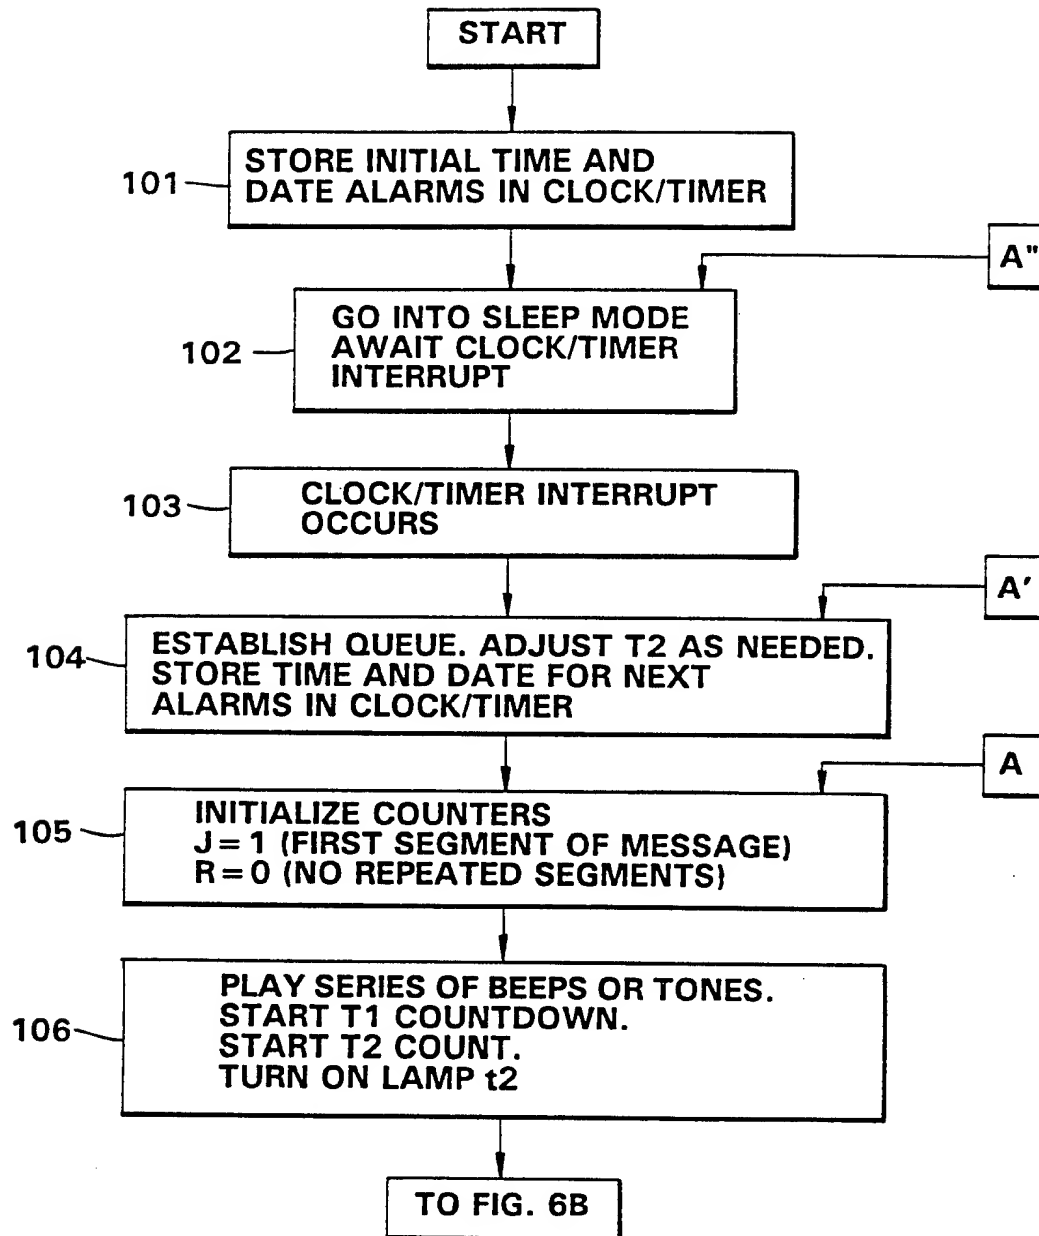 START
101
STORE INITIAL TIME AND
DATE ALARMS IN CLOCK/TIMER
A"
102
GO INTO SLEEP MODE
AWAIT CLOCK/TIMER
INTERRUPT
103
CLOCK/TIMER INTERRUPT
OCCURS
A'
104
ESTABLISH QUEUE. ADJUST T2 AS NEEDED.
STORE TIME AND DATE FOR NEXT
ALARMS IN CLOCK/TIMER
A
105
INITIALIZE COUNTERS
J=1 (FIRST SEGMENT OF MESSAGE)
R=0 (NO REPEATED SEGMENTS)
106
PLAY SERIES OF BEEPS OR TONES.
START T1 COUNTDOWN.
START T2 COUNT.
TURN ON LAMP t2
TO FIG. 6B